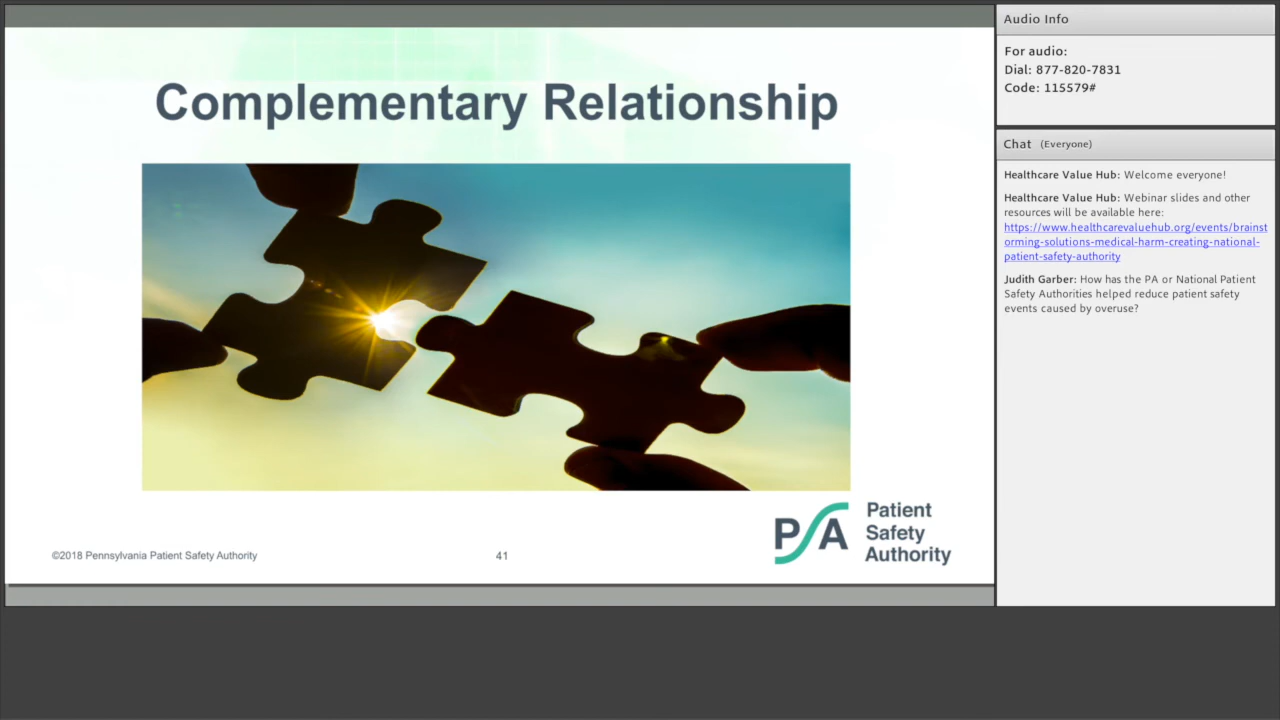 Complementary Relationship
PSA
Patient
Safety
Authority
©2018 Pennsylvania Patient Safety Authority
41
Audio Info
For audio:
Dial: 877-820-7831
Code: 115579#
Chat (Everyone)
Healthcare Value Hub: Welcome everyone!
Healthcare Value Hub: Webinar slides and other
resources will be available here:
https://www.healthcarevaluehub.org/events/brainst
orming-solutions-medical-harm-creating-national-
patient-safety-authority
Judith Garber: How has the PA or National Patient
Safety Authorities helped reduce patient safety
events caused by overuse?